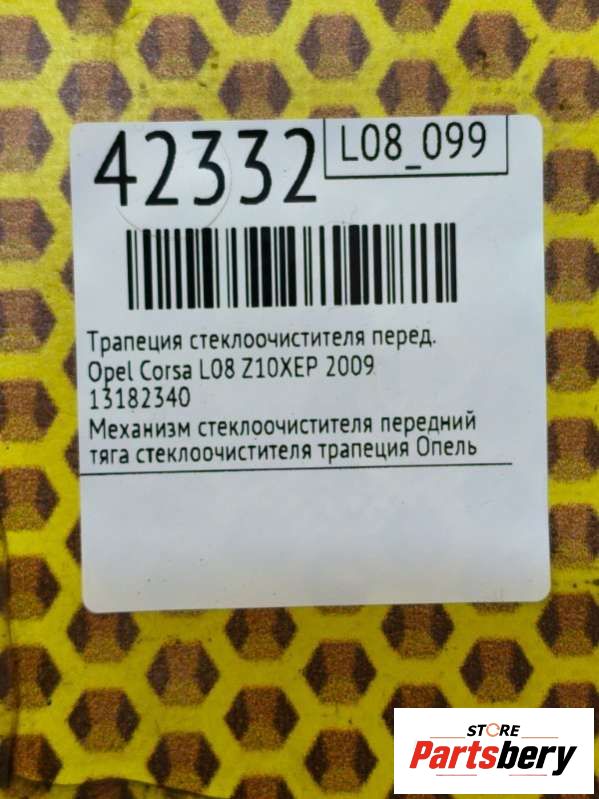 42332
L08_099
Трапеция стеклоочистителя перед.
Opel Corsa L08 Z10XEP 2009
13182340
Механизм стеклоочистителя передний
тяга стеклоочистителя трапеция Опель
STORE
Partsbery